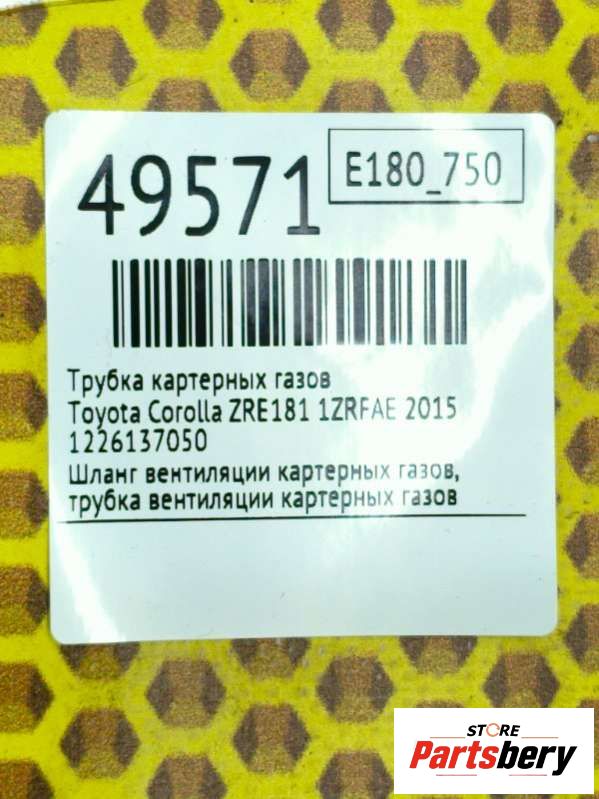 49571
E180_750
Трубка картерных газов
Toyota Corolla ZRE181 1ZRFAE 2015
1226137050
Шланг вентиляции картерных газов,
трубка вентиляции картерных газов
STORE
Partsbery